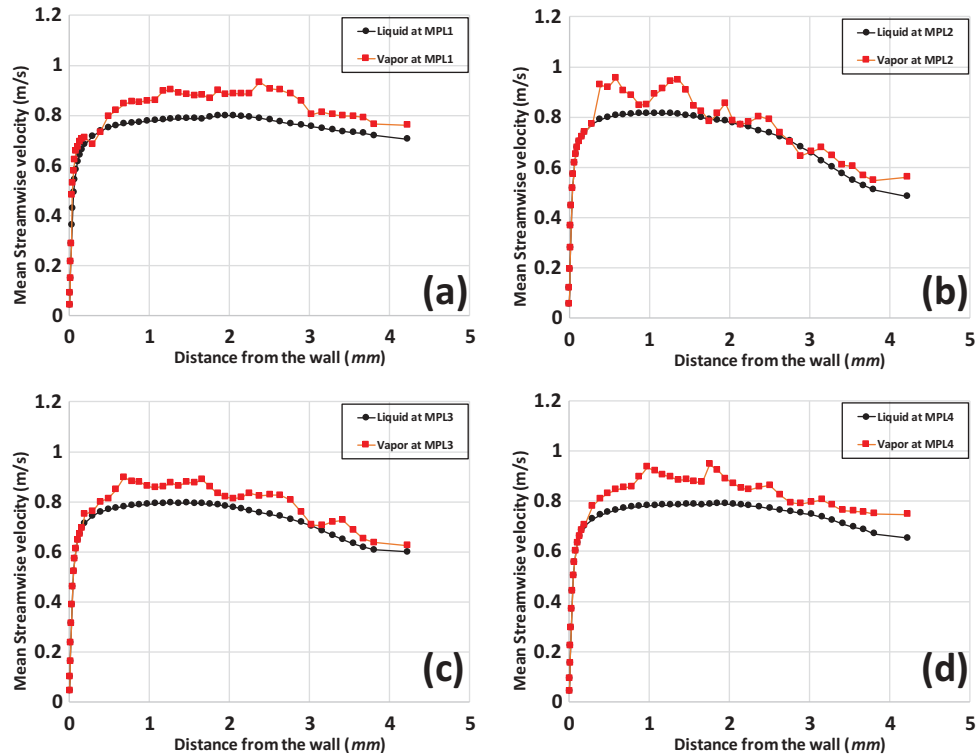 1.2
1
0.8
0.6
0.4
0.2
0
0
1
2
3
4
5
Mean Streamwise velocity (m/s)
Distance from the wall (mm)
Liquid at MPL1
Vapor at MPL1
(a)
1.2
1
0.8
0.6
0.4
0.2
0
0
1
2
3
4
5
Mean Streamwise velocity (m/s)
Distance from the wall (mm)
Liquid at MPL2
Vapor at MPL2
(b)
1.2
1
0.8
0.6
0.4
0.2
0
0
1
2
3
4
5
Mean Streamwise velocity (m/s)
Distance from the wall (mm)
Liquid at MPL3
Vapor at MPL3
(c)
1.2
1
0.8
0.6
0.4
0.2
0
0
1
2
3
4
5
Mean Streamwise velocity (m/s)
Distance from the wall (mm)
Liquid at MPL4
Vapor at MPL4
(d)